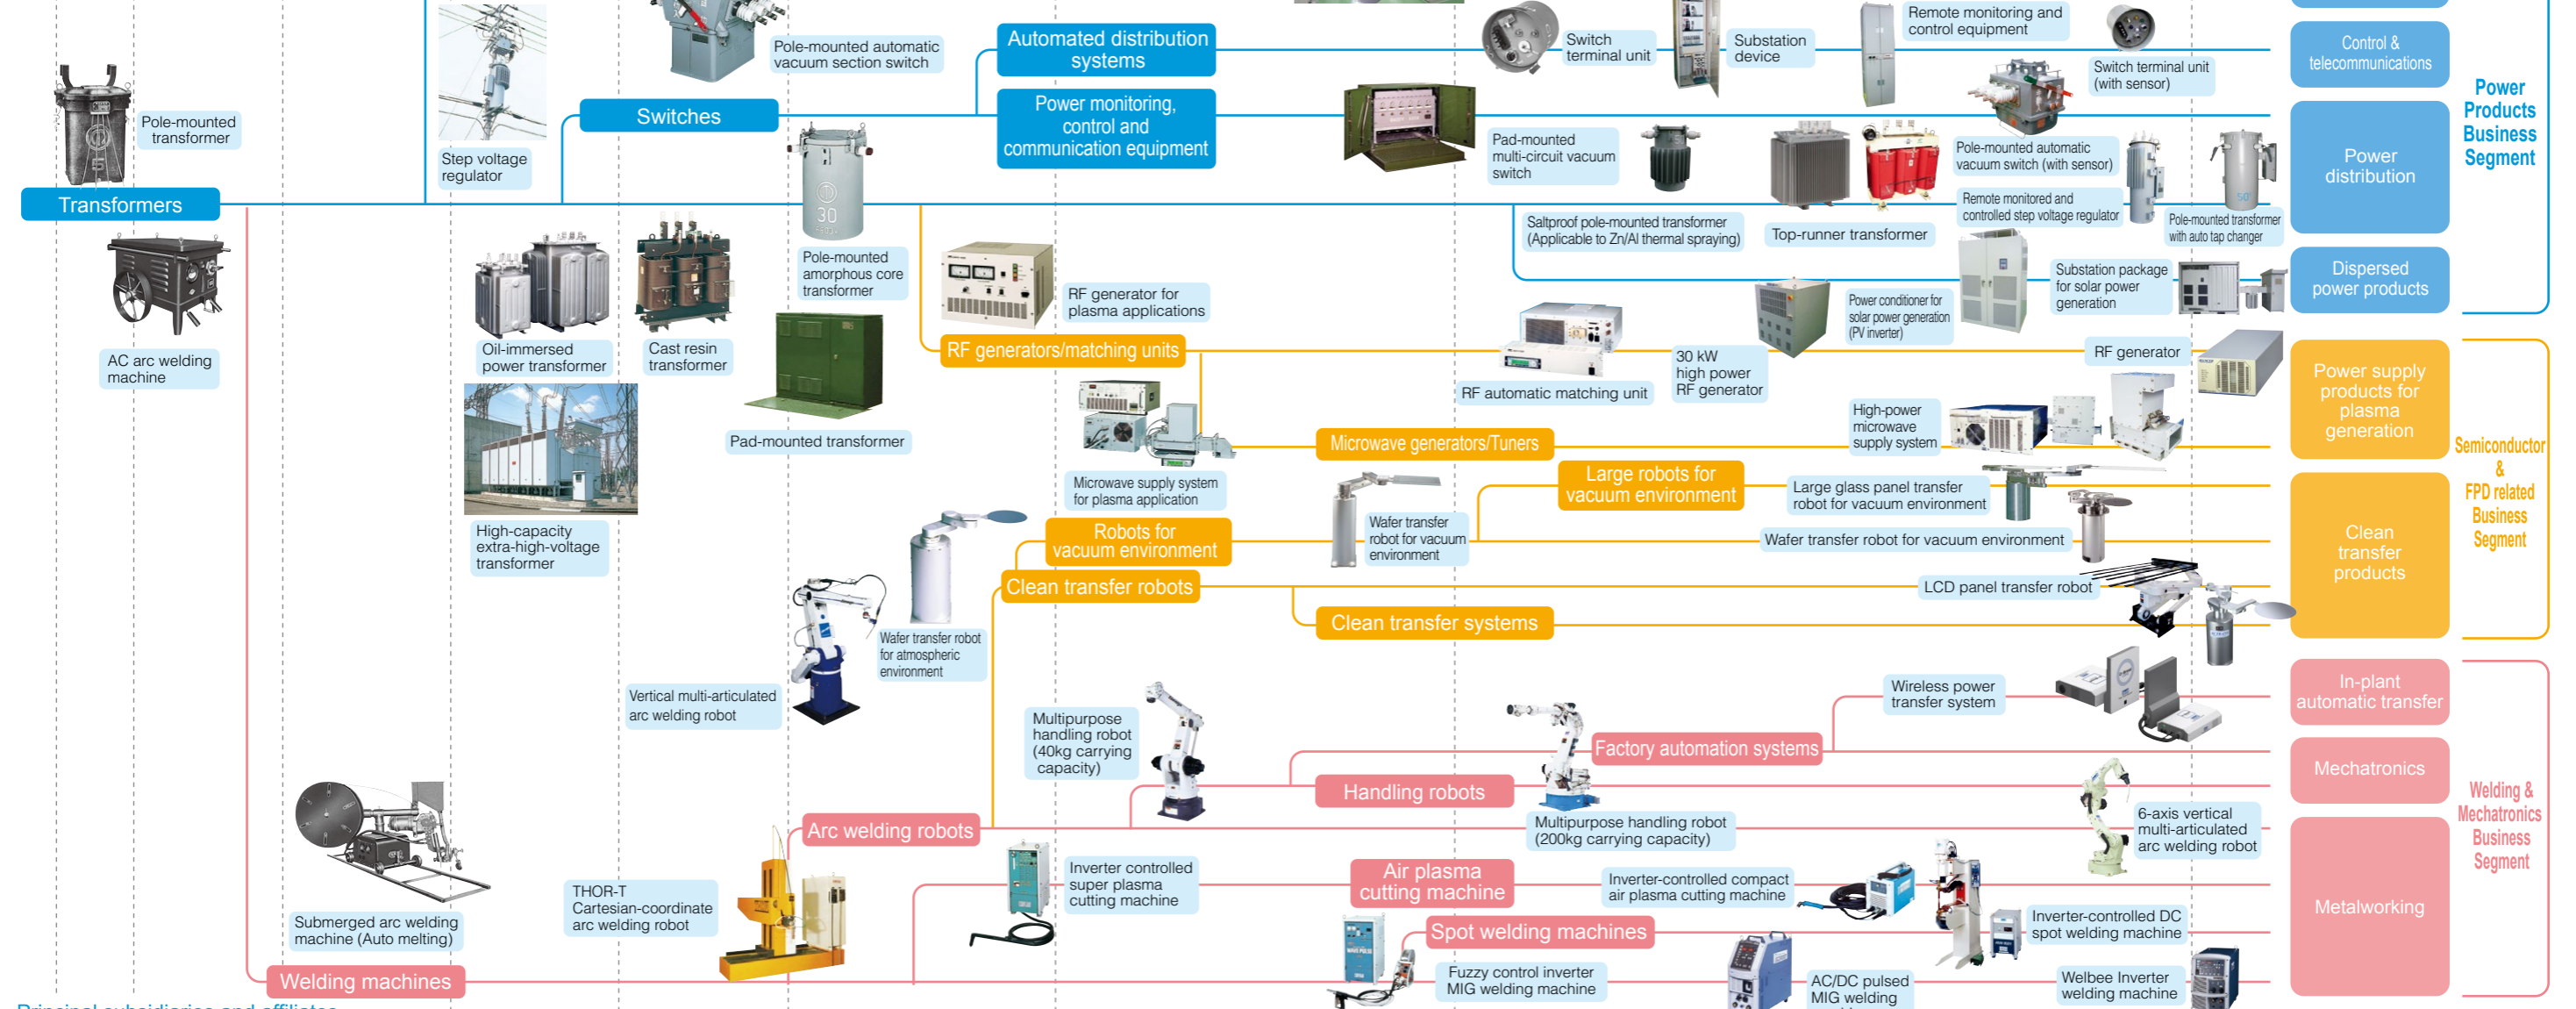 Remote monitoring and
control equipment
Pole-mounted automatic
vacuum section switch
Automated distribution
systems
Switch
terminal unit
Substation
device
Switch terminal unit
(with sensor)
Control &
telecommunications
Pole-mounted
transformer
Step voltage
regulator
Switches
Power monitoring,
control and
communication equipment
Pad-mounted
multi-circuit vacuum
switch
Pole-mounted automatic
vacuum switch (with sensor)
Power
distribution
Power
Products
Business
Segment
Transformers
30
Saltproof pole-mounted transformer
(Applicable to Zn/Al thermal spraying)
Top-runner transformer
Remote monitored and
controlled step voltage regulator
Pole-mounted transformer
with auto tap changer
AC arc welding
machine
Oil-immersed
power transformer
Cast resin
transformer
Pole-mounted
amorphous core
transformer
RF generator for
plasma applications
Power conditioner for
solar power generation
(PV inverter)
Substation package
for solar power
generation
Dispersed
power products
RF generators/matching units
RF automatic matching unit
30 kW
high power
RF generator
RF generator
Power supply
products for
plasma
generation
Pad-mounted transformer
High-capacity
extra-high-voltage
transformer
Microwave supply system
for plasma application
Microwave generators/Tuners
High-power
microwave
supply system
Large robots for
vacuum environment
Large glass panel transfer
robot for vacuum environment
Semiconductor
&
FPD related
Business
Segment
Robots for
vacuum environment
Wafer transfer
robot for vacuum
environment
Wafer transfer robot for vacuum environment
Clean
transfer
products
Clean transfer robots
LCD panel transfer robot
Clean transfer systems
Wafer transfer robot
for atmospheric
environment
Vertical multi-articulated
arc welding robot
Wireless power
transfer system
In-plant
automatic transfer
Multipurpose
handling robot
(40kg carrying
capacity)
Factory automation systems
Mechatronics
Handling robots
Multipurpose handling robot
(200kg carrying capacity)
6-axis vertical
multi-articulated
arc welding robot
Welding &
Mechatronics
Business
Segment
Arc welding robots
Inverter controlled
super plasma
cutting machine
Air plasma
cutting machine
Inverter-controlled compact
air plasma cutting machine
Metalworking
Submerged arc welding
machine (Auto melting)
THOR-T
Cartesian-coordinate
arc welding robot
Spot welding machines
Inverter-controlled DC
spot welding machine
Welding machines
Fuzzy control inverter
MIG welding machine
AC/DC pulsed
MIG welding
Welbee Inverter
welding machine
Principal subsidiaries and affiliates